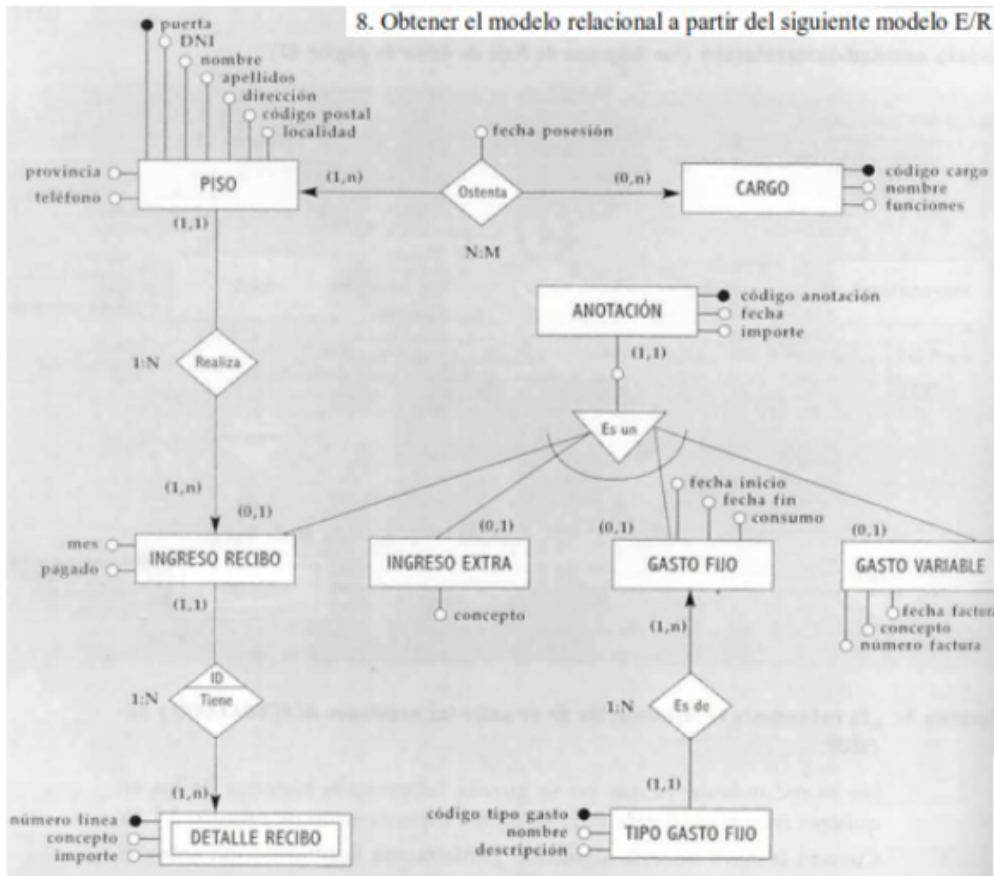 8. Obtener el modelo relacional a partir del siguiente modelo E/R
puerta
DNI
nombre
apellidos
dirección
código postal
localidad
provincia
teléfono
PISO
(1,n)
fecha posesión
Ostenta
N:M
(0,n)
CARGO
código cargo
nombre
funciones
(1,1)
1:N
Realiza
(1,n)
ANOTACIÓN
código anotación
fecha
importe
(1,1)
Es un
(0,1)
mes
pagado
INGRESO RECIBO
(0,1)
INGRESO EXTRA
concepto
(0,1)
fecha inicio
fecha fin
consumo
GASTO FIJO
(0,1)
GASTO VARIABLE
fecha factura
concepto
número factura
(1,1)
1:N
ID
Tiene
(1,n)
número línea
concepto
importe
DETALLE RECIBO
(1,n)
1:N
Es de
(1,1)
código tipo gasto
nombre
descripción
TIPO GASTO FIJO